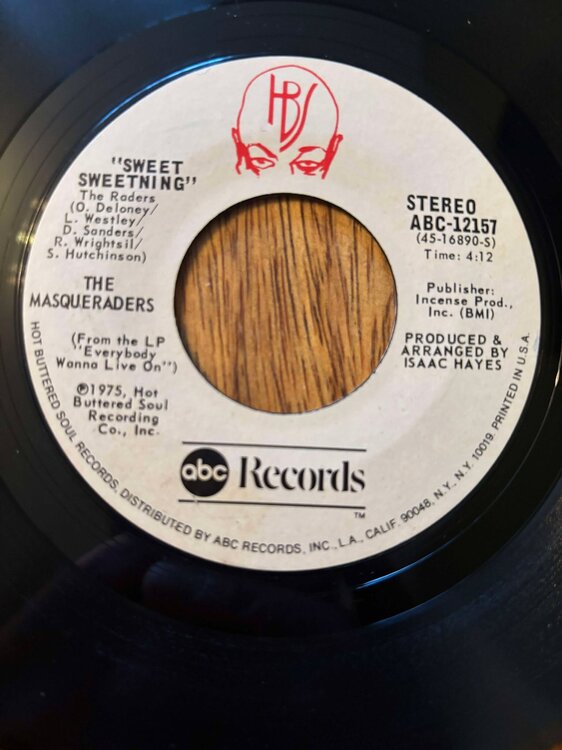 HBS
"SWEET
SWEETNING"
The Raders
(O. Deloney/
L. Westley/
D. Sanders/
R. Wrightsil/
S. Hutchinson)
THE
MASQUERADERS
(From the LP
"Everybody
Wanna Live On")
℗1975, Hot
Buttered Soul
Recording
Co., Inc.
STEREO
ABC-12157
(45-16890-S)
Time: 4:12
Publisher:
Incense Prod.,
Inc. (BMI)
PRODUCED &
ARRANGED BY
ISAAC HAYES
abc Records
TM
HOT BUTTERED SOUL RECORDS, DISTRIBUTED BY ABC RECORDS, INC., L.A., CALIF. 90048, N.Y., N.Y. 10019. PRINTED IN U.S.A.